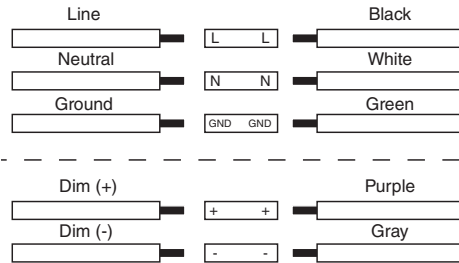 Line Black
L L
Neutral White
N N
Ground Green
GND GND
Dim (+) Purple
+ +
Dim (-) Gray
- -